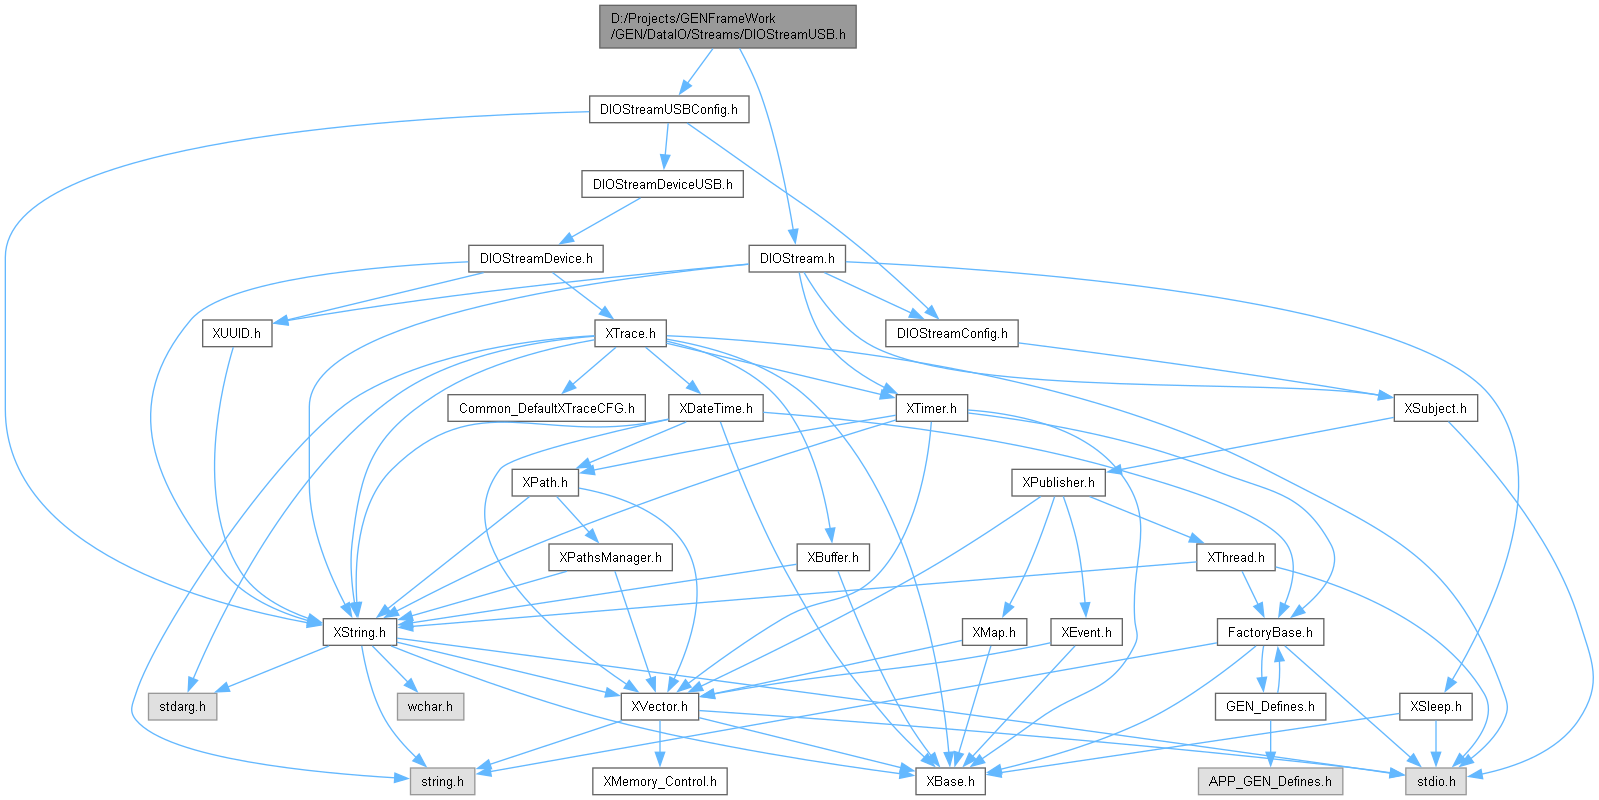 D:/Projects/GENFrameWork
/GEN/DataIO/Streams/DIOStreamUSB.h
DIOStreamUSBConfig.h
DIOStreamDeviceUSB.h
DIOStreamDevice.h
DIOStream.h
XUUID.h
XTrace.h
DIOStreamConfig.h
Common_DefaultXTraceCFG.h
XDateTime.h
XTimer.h
XSubject.h
XPath.h
XPublisher.h
XPathsManager.h
XBuffer.h
XThread.h
XString.h
XMap.h
XEvent.h
FactoryBase.h
stdarg.h
wchar.h
XVector.h
GEN_Defines.h
XSleep.h
string.h
XMemory_Control.h
XBase.h
APP_GEN_Defines.h
stdio.h